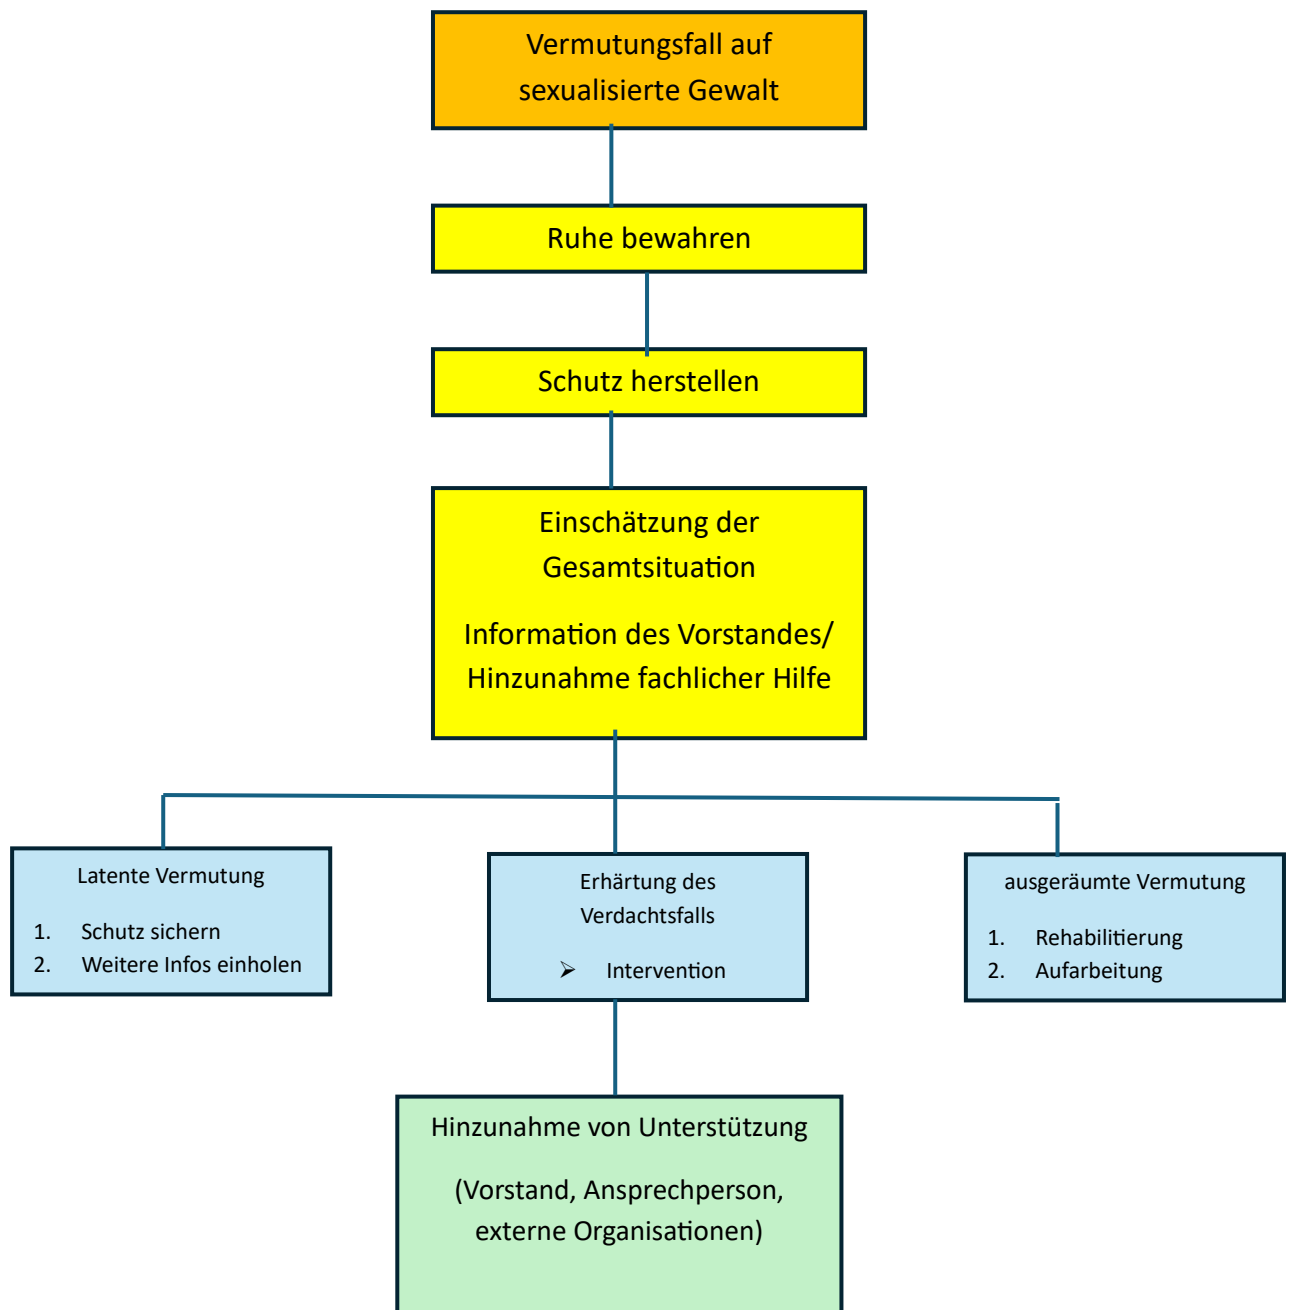 Vermutungsfall auf
sexualisierte Gewalt
Ruhe bewahren
Schutz herstellen
Einschätzung der
Gesamtsituation
Information des Vorstandes/
Hinzunahme fachlicher Hilfe
Latente Vermutung
1. Schutz sichern
2. Weitere Infos einholen
Erhärtung des
Verdachtsfalls
➢ Intervention
ausgeräumte Vermutung
1. Rehabilitierung
2. Aufarbeitung
Hinzunahme von Unterstützung
(Vorstand, Ansprechperson,
externe Organisationen)